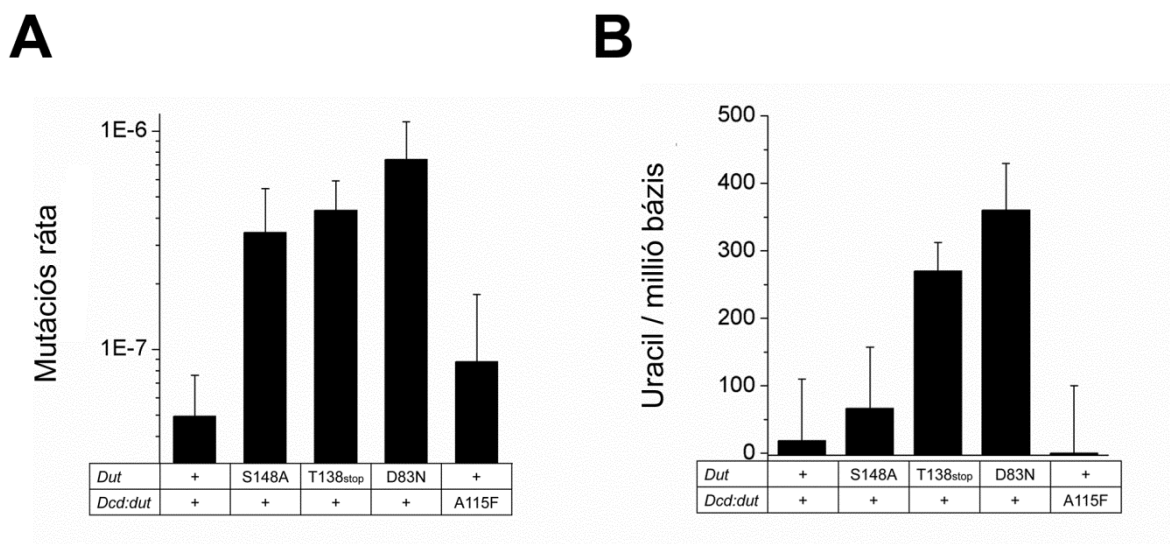 A
Mutációs ráta
1E-6
1E-7
Dut + S148A T138stop D83N +
Dcd:dut + + + + A115F
B
Uracil / millió bázis
500
400
300
200
100
0
Dut + S148A T138stop D83N +
Dcd:dut + + + + A115F